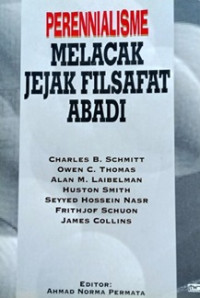 PERENNIALISME
MELACAK
JEJAK FILSAFAT
ABADI
CHARLES B. SCHMITT
OWEN C. THOMAS
ALAN M. LAIBELMAN
HUSTON SMITH
SEYYED HOSSEIN NASR
FRITHJOF SCHUON
JAMES COLLINS
EDITOR:
AHMAD NORMA PERMATA